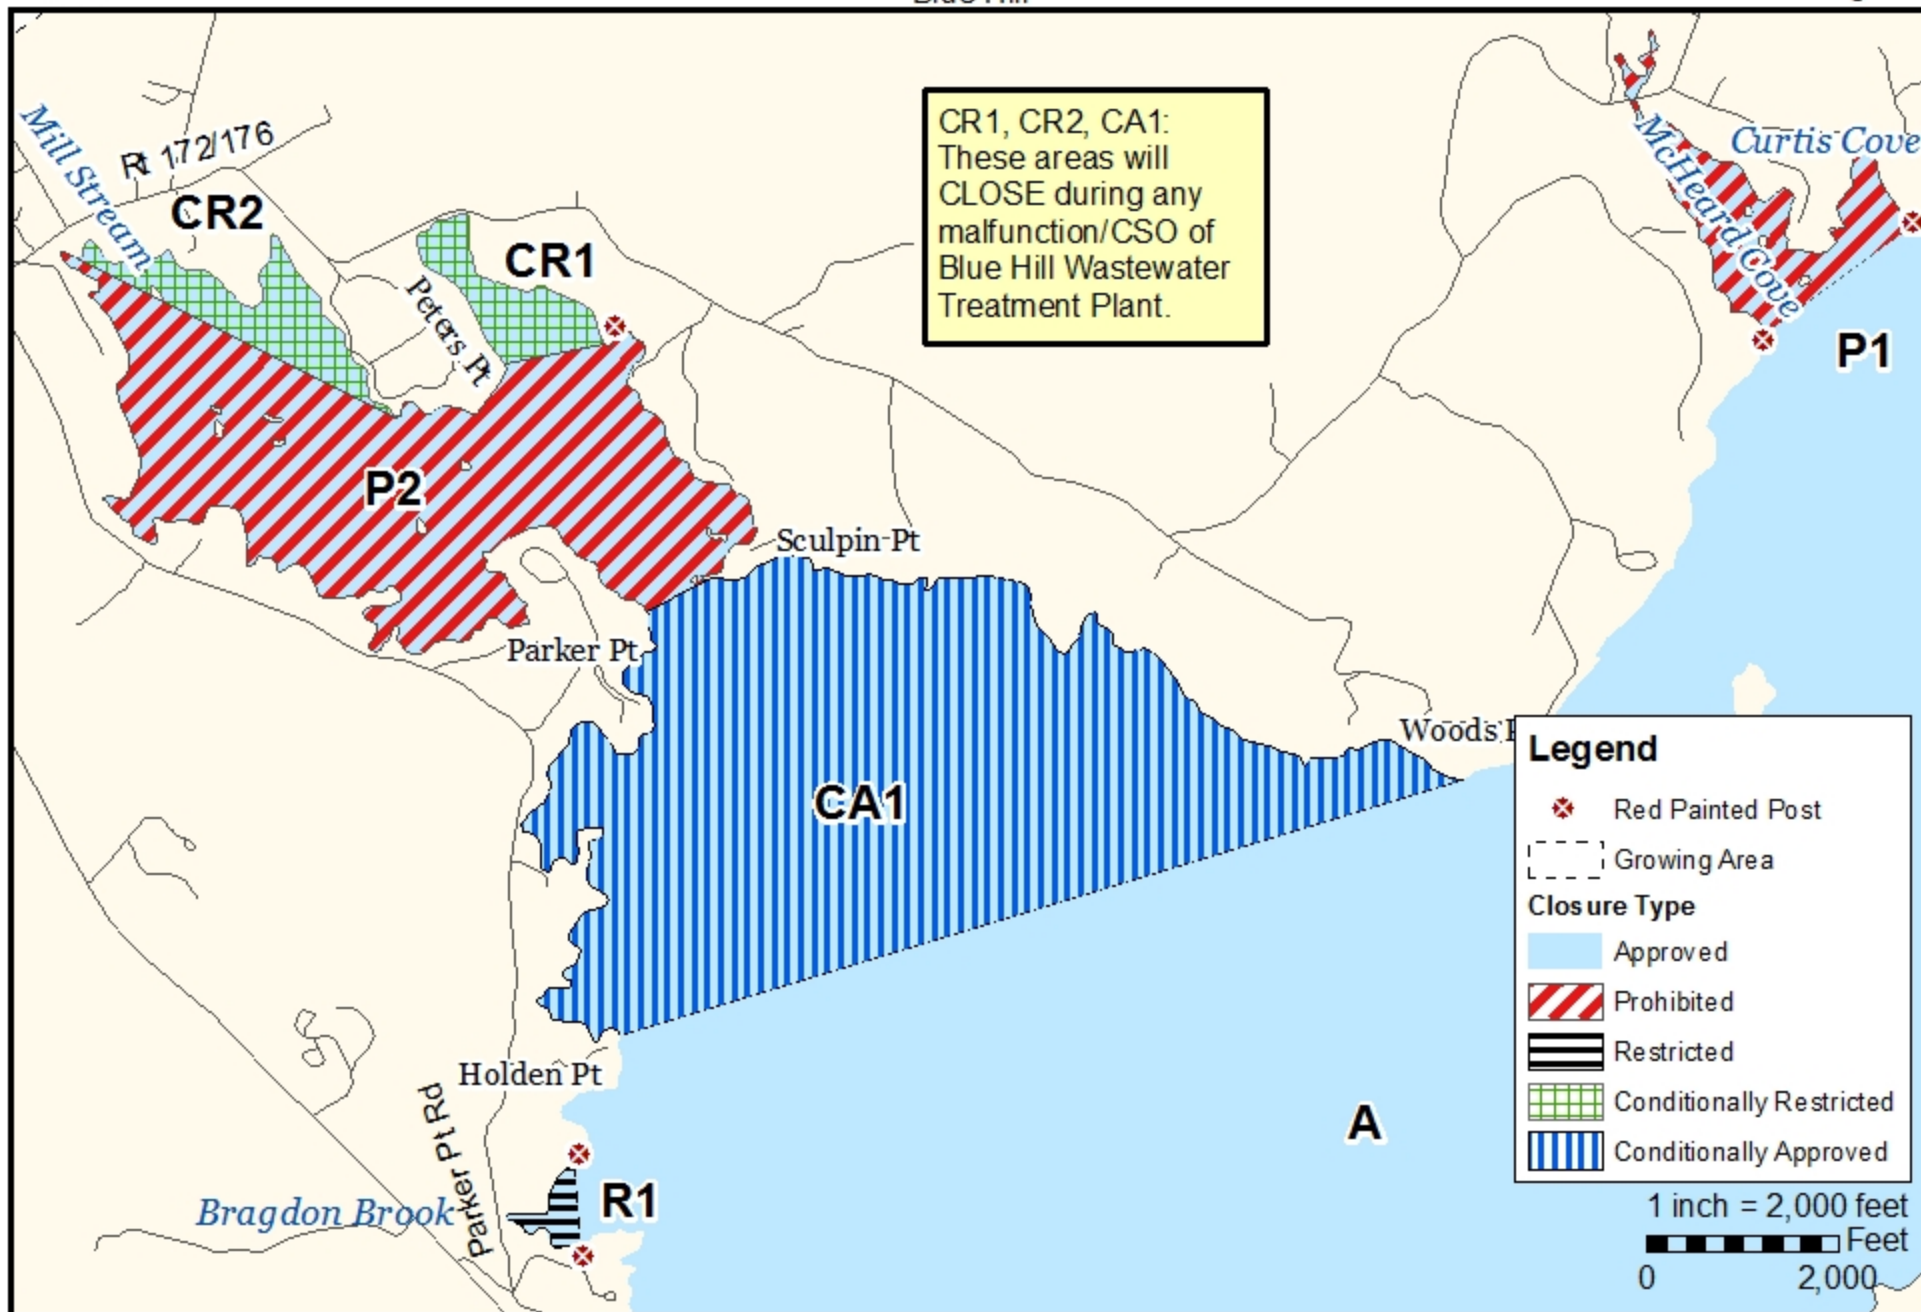 Blue Hill
Mill Stream
Rt 172/176
CR2
CR1
Peters Pt
CR1, CR2, CA1:
These areas will
CLOSE during any
malfunction/CSO of
Blue Hill Wastewater
Treatment Plant.
McHeard Cove
Curtis Cove
P1
P2
Sculpin Pt
Parker Pt
Woods
CA1
Holden Pt
Parker Pt Rd
R1
Bragdon Brook
A
Legend
Red Painted Post
Growing Area
Closure Type
Approved
Prohibited
Restricted
Conditionally Restricted
Conditionally Approved
1 inch = 2,000 feet
Feet
0 2,000